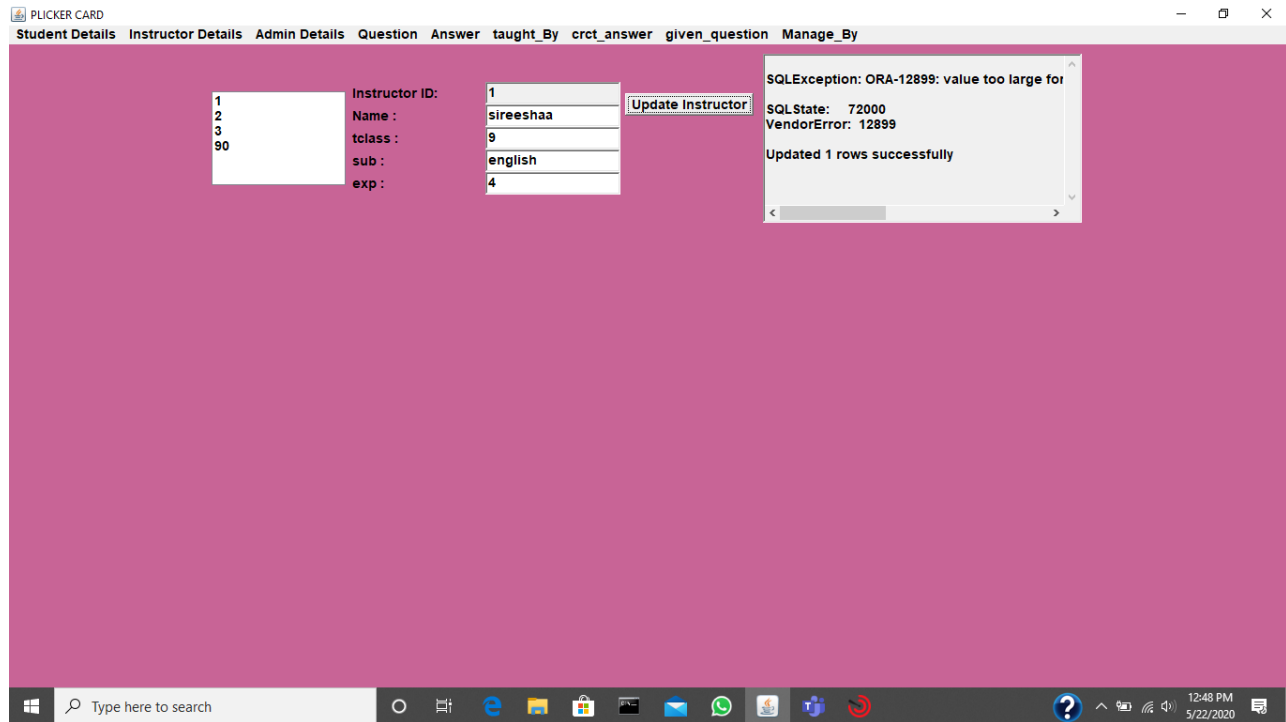 PLICKER CARD
Student Details Instructor Details Admin Details Question Answer taught_By crct_answer given_question Manage_By
1
2
3
90
Instructor ID: 1
Name : sireeshaa
tclass : 9
sub : english
exp : 4
Update Instructor
SQLException: ORA-12899: value too large for
SQLState: 72000
VendorError: 12899
Updated 1 rows successfully
Type here to search
12:48 PM
5/22/2020